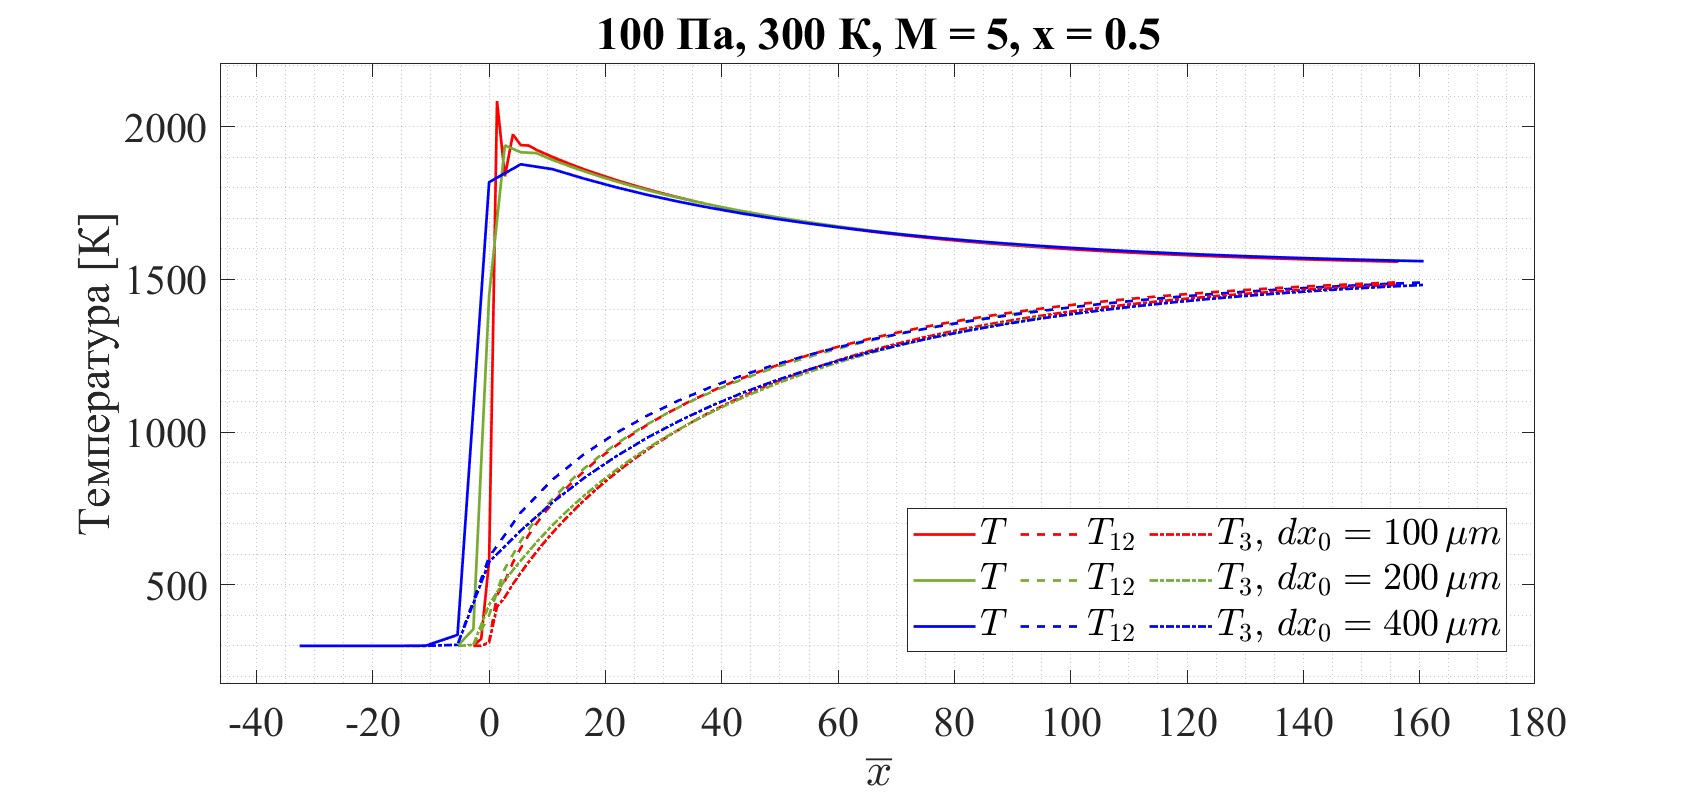 100 Па, 300 К, М = 5, x = 0.5
Температура [К]
2000
1500
1000
500
T T₁₂ T₃, dx₀ = 100 μm
T T₁₂ T₃, dx₀ = 200 μm
T T₁₂ T₃, dx₀ = 400 μm
-40 -20 0 20 40 60 80 100 120 140 160 180
x̅